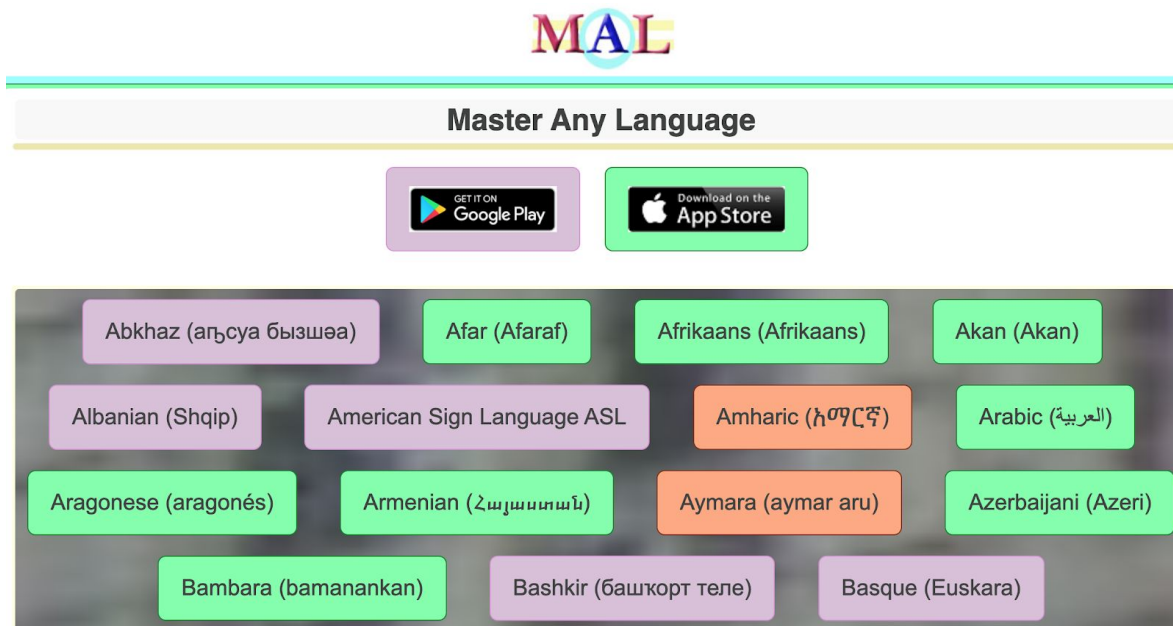 MAL
Master Any Language
GET IT ON
Google Play
Download on the
App Store
Abkhaz (аҧсуа бызшәа)
Afar (Afaraf)
Afrikaans (Afrikaans)
Akan (Akan)
Albanian (Shqip)
American Sign Language ASL
Amharic (አማርኛ)
Arabic (العربية)
Aragonese (aragonés)
Armenian (Հայաստան)
Aymara (aymar aru)
Azerbaijani (Azeri)
Bambara (bamanankan)
Bashkir (башҡорт теле)
Basque (Euskara)